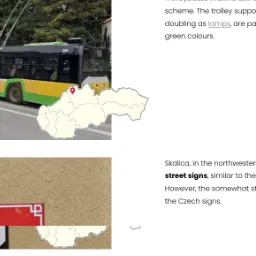 scheme. The trolley suppo
doubling as lamps, are pa
green colours.
Skalica, in the northwester
street signs, similar to the
However, the somewhat st
the Czech signs.